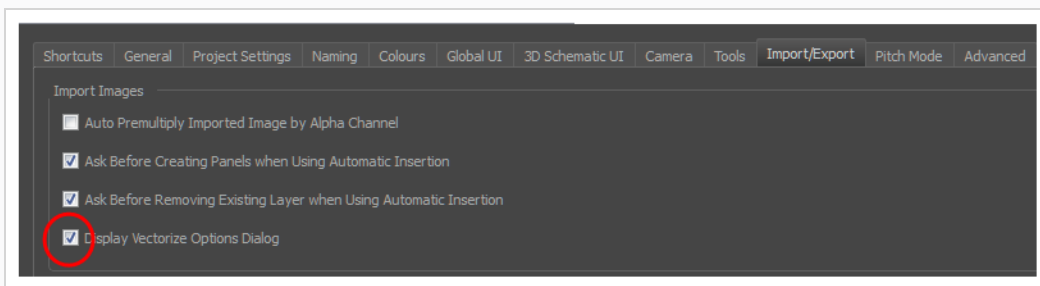 Shortcuts General Project Settings Naming Colours Global UI 3D Schematic UI Camera Tools Import/Export Pitch Mode Advanced
Import Images
Auto Premultiply Imported Image by Alpha Channel
Ask Before Creating Panels when Using Automatic Insertion
Ask Before Removing Existing Layer when Using Automatic Insertion
Display Vectorize Options Dialog